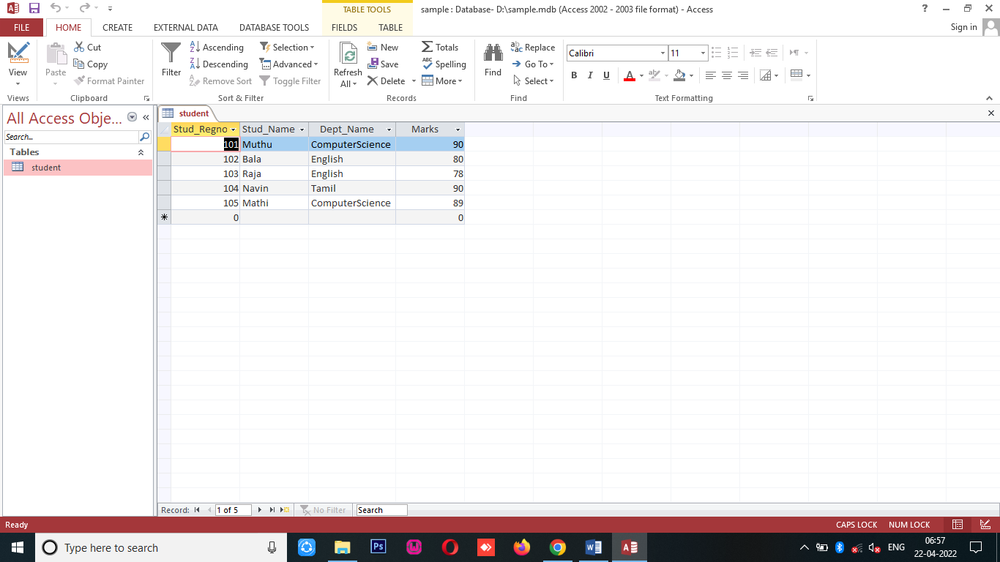 TABLE TOOLS
sample : Database- D:\sample.mdb (Access 2002 - 2003 file format) - Access
FILE HOME CREATE EXTERNAL DATA DATABASE TOOLS FIELDS TABLE Sign in
View
Views
Paste
Cut
Copy
Format Painter
Clipboard
Filter
Ascending
Descending
Remove Sort
Selection
Advanced
Toggle Filter
Sort & Filter
Refresh
All
New
Save
Delete
Totals
Spelling
More
Records
Find
Replace
Go To
Select
Find
Calibri 11
B I U A
Text Formatting
All Access Obje...
Search...
Tables
student
student
Stud_Regno Stud_Name Dept_Name Marks
101 Muthu ComputerScience 90
102 Bala English 80
103 Raja English 78
104 Navin Tamil 90
105 Mathi ComputerScience 89
0 0
Record: 1 of 5 No Filter Search
Ready CAPS LOCK NUM LOCK
Type here to search
Ps
ENG
06:57
22-04-2022